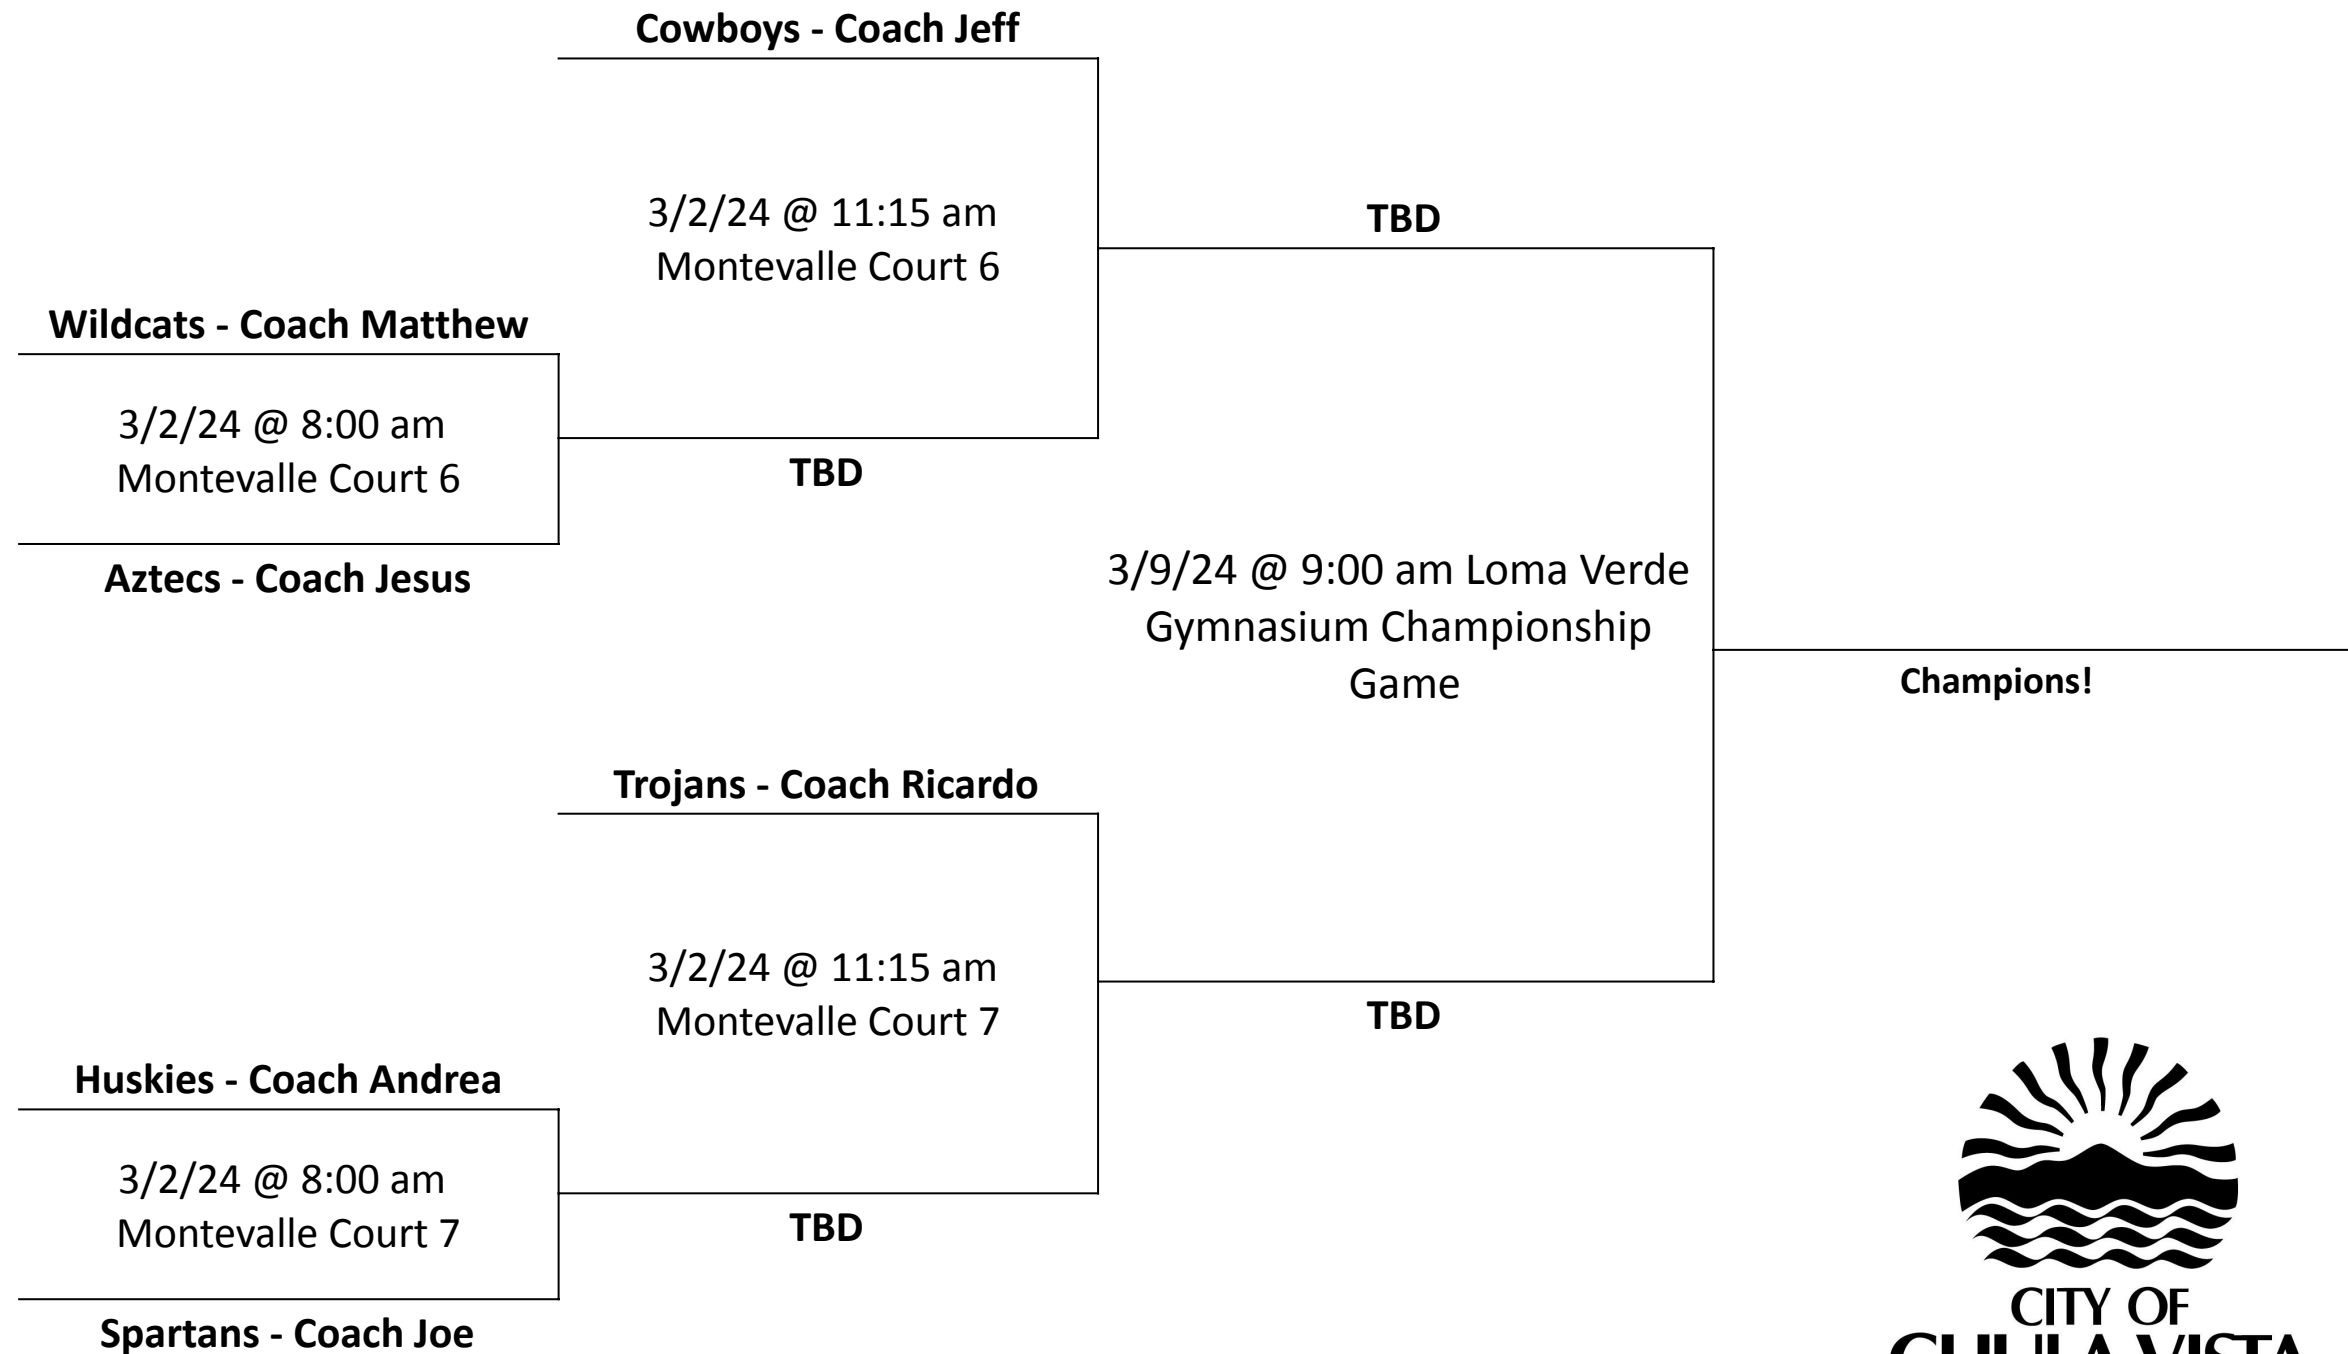 Cowboys - Coach Jeff
3/2/24 @ 11:15 am
Montevalle Court 6
TBD
Wildcats - Coach Matthew
3/2/24 @ 8:00 am
Montevalle Court 6
TBD
Aztecs - Coach Jesus
3/9/24 @ 9:00 am Loma Verde
Gymnasium Championship
Game
Champions!
Trojans - Coach Ricardo
3/2/24 @ 11:15 am
Montevalle Court 7
TBD
Huskies - Coach Andrea
3/2/24 @ 8:00 am
Montevalle Court 7
TBD
Spartans - Coach Joe
CITY OF
CHULA VISTA